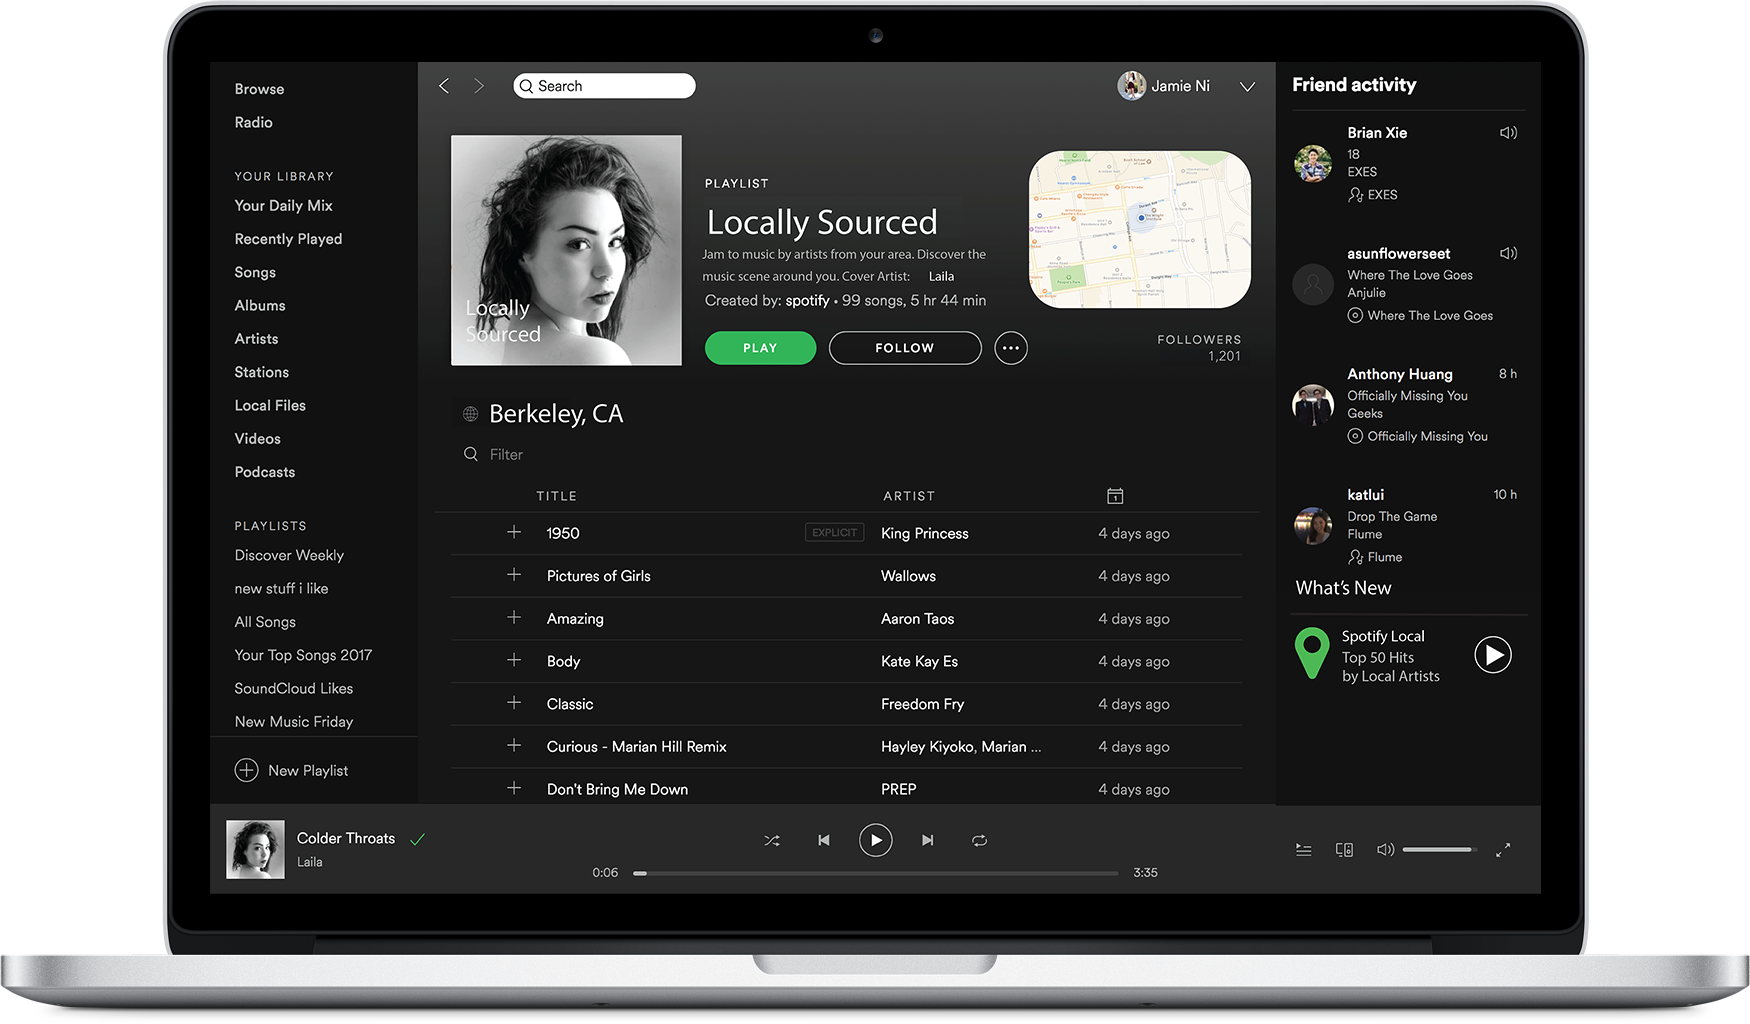 Browse
Radio
YOUR LIBRARY
Your Daily Mix
Recently Played
Songs
Albums
Artists
Stations
Local Files
Videos
Podcasts
PLAYLISTS
Discover Weekly
new stuff i like
All Songs
Your Top Songs 2017
SoundCloud Likes
New Music Friday
New Playlist
Search
Jamie Ni
Locally
Sourced
PLAYLIST
Locally Sourced
Jam to music by artists from your area. Discover the
music scene around you. Cover Artist: Laila
Created by: spotify • 99 songs, 5 hr 44 min
PLAY
FOLLOW
FOLLOWERS
1,201
Berkeley, CA
Filter
TITLE ARTIST
1950 EXPLICIT King Princess 4 days ago
Pictures of Girls Wallows 4 days ago
Amazing Aaron Taos 4 days ago
Body Kate Kay Es 4 days ago
Classic Freedom Fry 4 days ago
Curious - Marian Hill Remix Hayley Kiyoko, Marian ... 4 days ago
Don't Bring Me Down PREP 4 days ago
Friend activity
Brian Xie
18
EXES
EXES
asunflowerseet
Where The Love Goes
Anjulie
Where The Love Goes
Anthony Huang 8 h
Officially Missing You
Geeks
Officially Missing You
katlui 10 h
Drop The Game
Flume
Flume
What's New
Spotify Local
Top 50 Hits
by Local Artists
Colder Throats
Laila
0:06
3:35